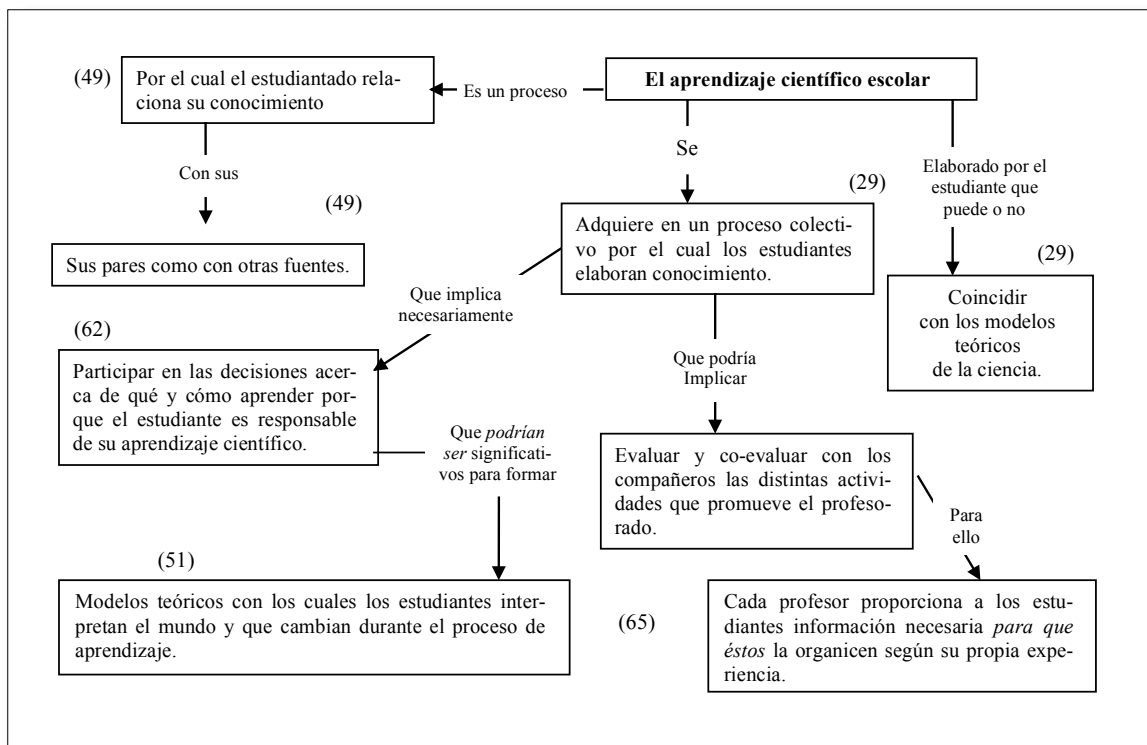 El aprendizaje científico escolar
(49)
Por el cual el estudiantado rela-
ciona su conocimiento
Es un proceso
Con sus
(49)
Sus pares como con otras fuentes.
Se
(29)
Adquiere en un proceso colecti-
vo por el cual los estudiantes
elaboran conocimiento.
Elaborado por el
estudiante que
puede o no
(29)
Coincidir
con los modelos
teóricos
de la ciencia.
Que implica
necesariamente
(62)
Participar en las decisiones acer-
ca de qué y cómo aprender por-
que el estudiante es responsable
de su aprendizaje científico.
Que podrían
ser significati-
vos para formar
(51)
Modelos teóricos con los cuales los estudiantes inter-
pretan el mundo y que cambian durante el proceso de
aprendizaje.
Que podría
Implicar
Evaluar y co-evaluar con los
compañeros las distintas activi-
dades que promueve el profeso-
rado.
Para
ello
(65)
Cada profesor proporciona a los estu-
diantes información necesaria para que
éstos la organicen según su propia expe-
riencia.